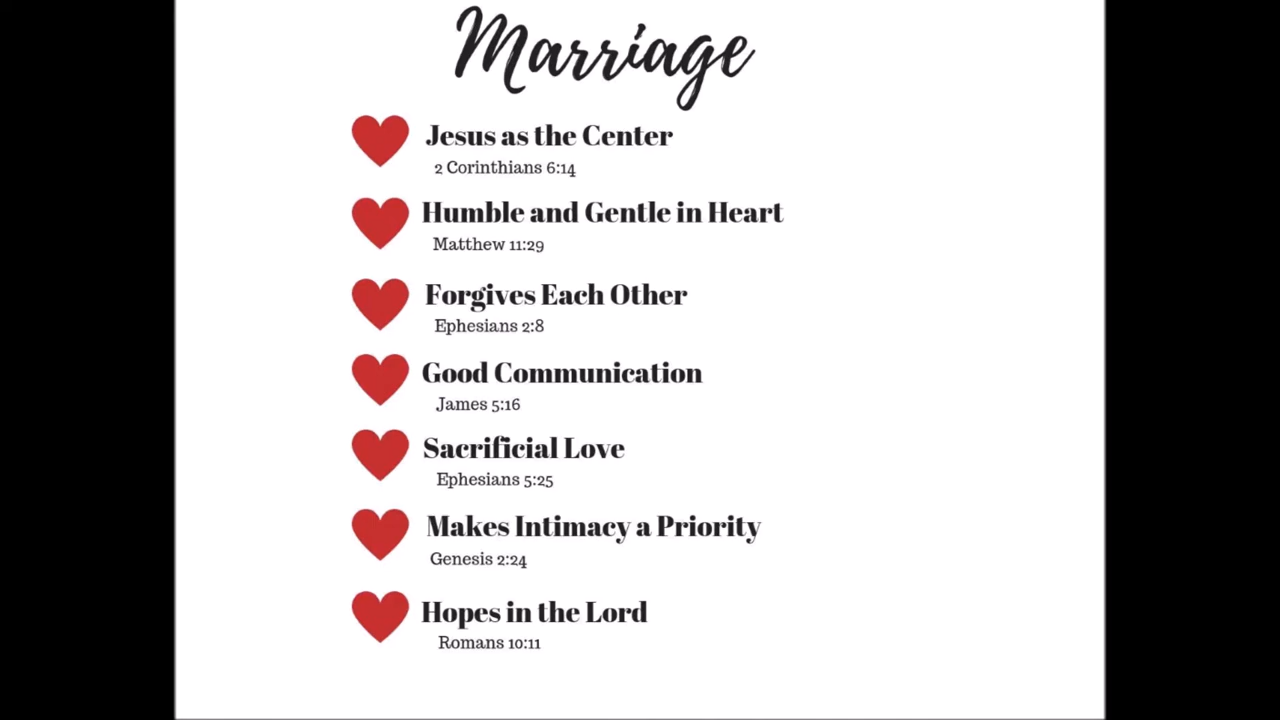 Marriage
Jesus as the Center
2 Corinthians 6:14
Humble and Gentle in Heart
Matthew 11:29
Forgives Each Other
Ephesians 2:8
Good Communication
James 5:16
Sacrificial Love
Ephesians 5:25
Makes Intimacy a Priority
Genesis 2:24
Hopes in the Lord
Romans 10:11